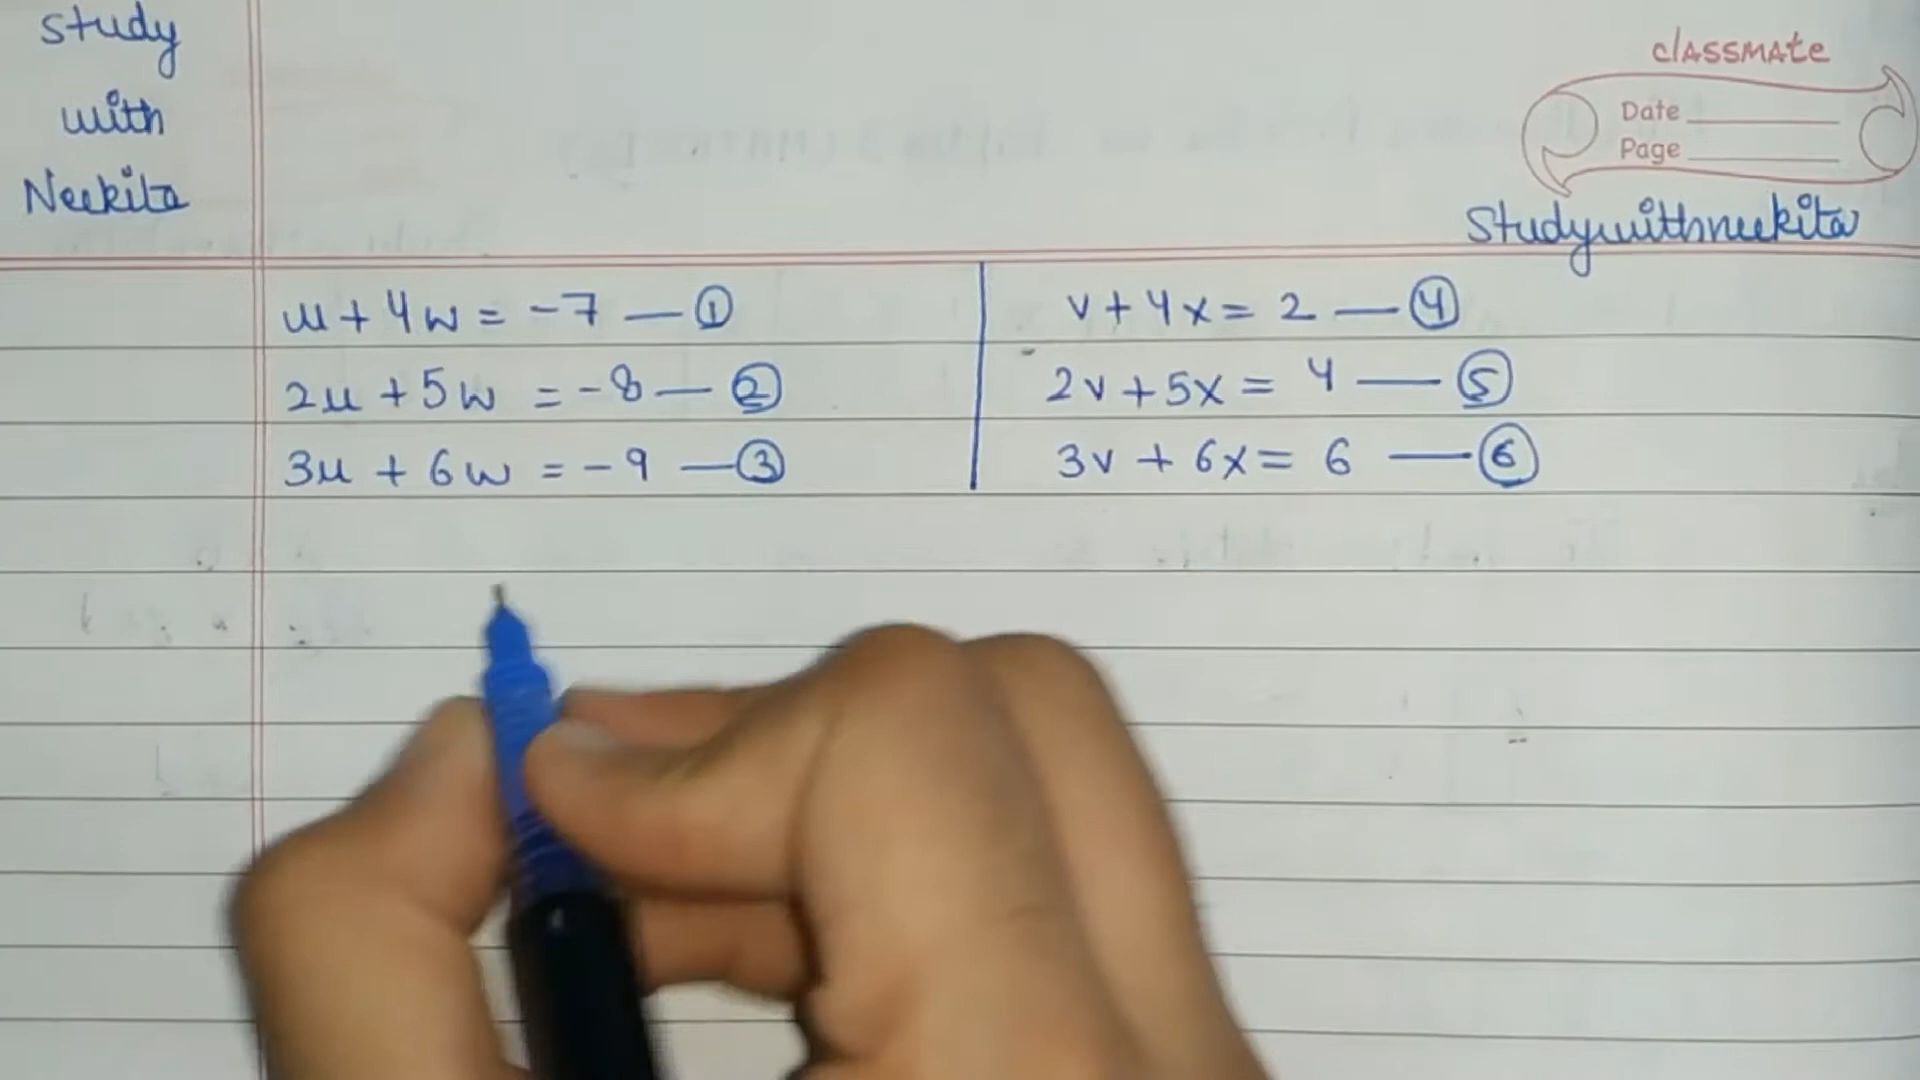 Study
with
Neekita
classmate
Date
Page
Studywithneekita
u + 4w = -7 — ①
2u + 5w = -8 — ②
3u + 6w = -9 — ③
v + 4x = 2 — ④
2v + 5x = 4 — ⑤
3v + 6x = 6 — ⑥